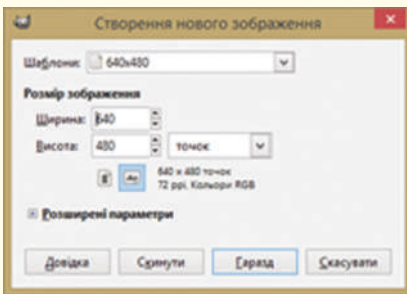 Створення нового зображення
Шаблони: 640x480
Розмір зображення
Ширина: 640
Висота: 480 точок
640 x 480 точок
72 ppi, Кольори RGB
Розширені параметри
Довідка Скинути Гаразд Скасувати